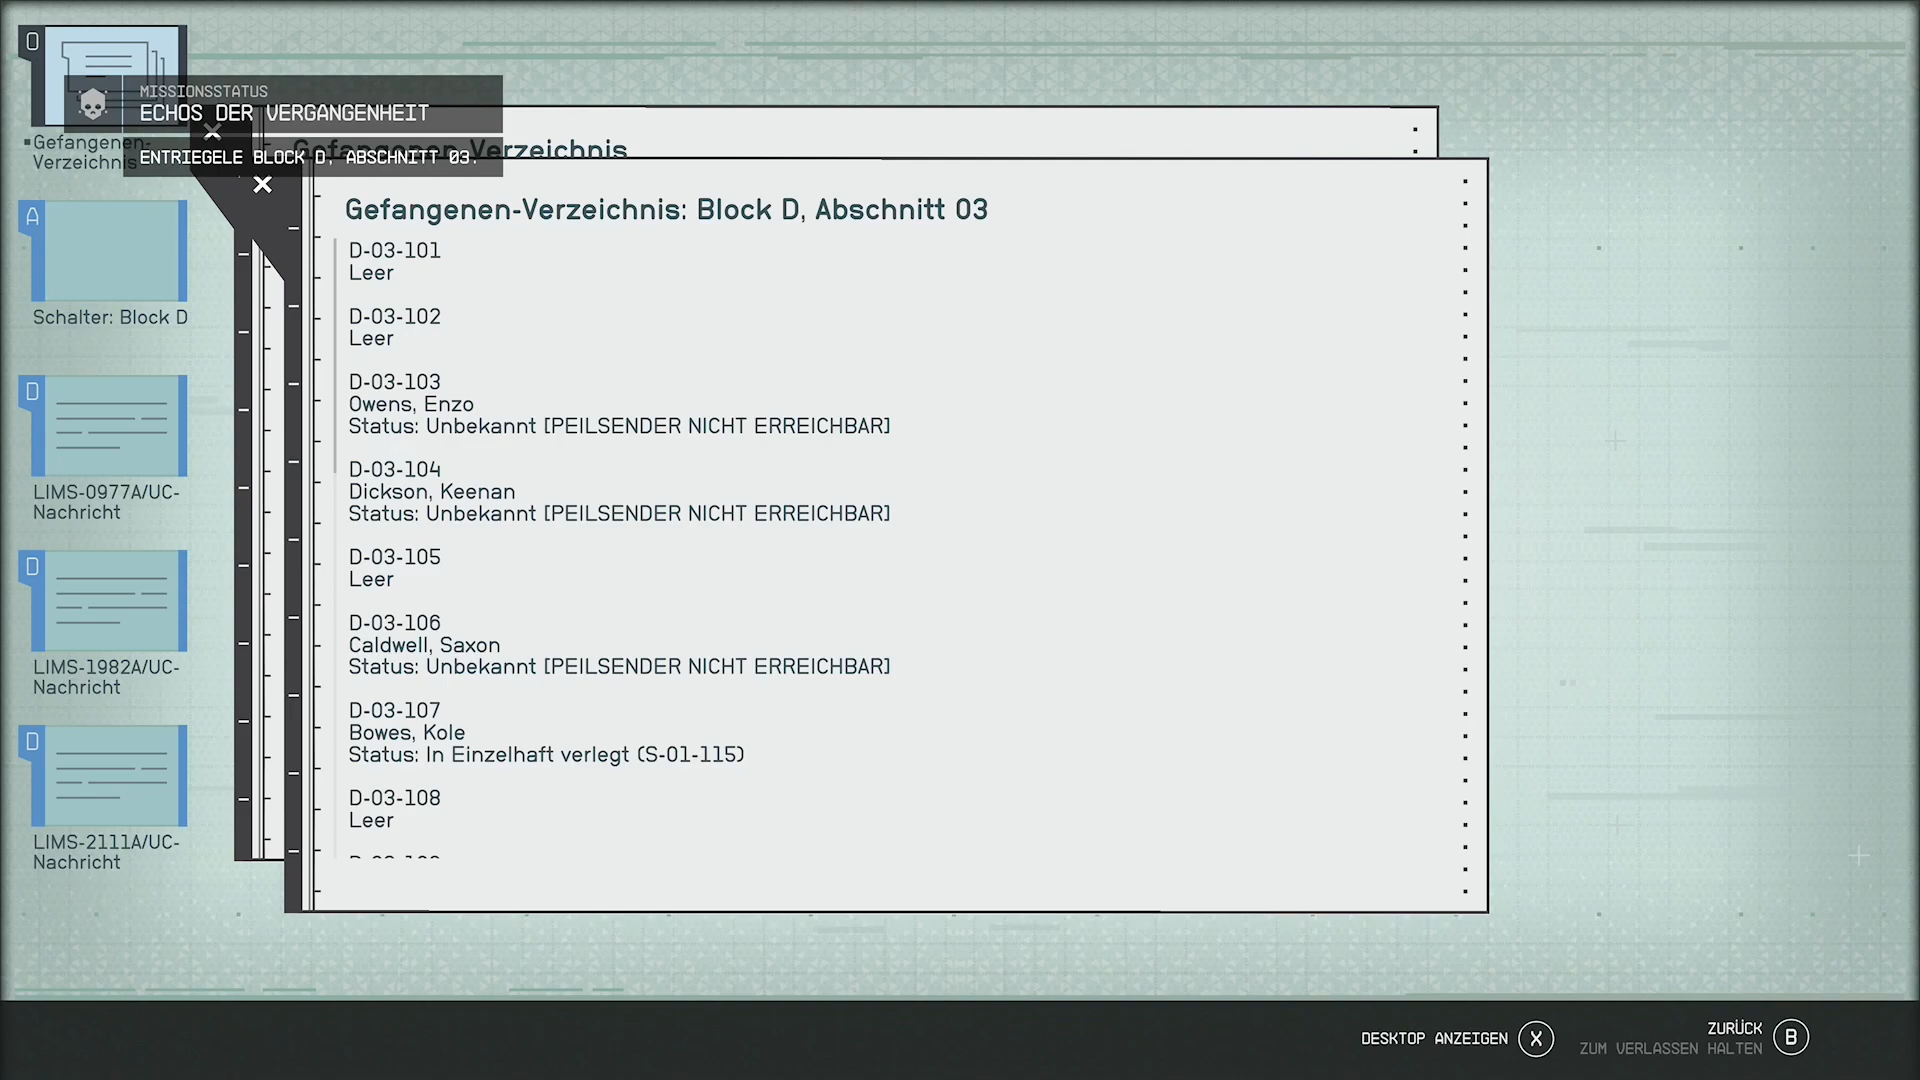 O
Gefangenen-
Verzeichnis
MISSIONSSTATUS
ECHOS DER VERGANGENHEIT
ENTRIEGELE BLOCK D, ABSCHNITT 03.
A
Schalter: Block D
D
LIMS-0977A/UC-
Nachricht
D
LIMS-1982A/UC-
Nachricht
D
LIMS-2111A/UC-
Nachricht
Gefangenen-Verzeichnis
Gefangenen-Verzeichnis: Block D, Abschnitt 03
D-03-101
Leer
D-03-102
Leer
D-03-103
Owens, Enzo
Status: Unbekannt [PEILSENDER NICHT ERREICHBAR]
D-03-104
Dickson, Keenan
Status: Unbekannt [PEILSENDER NICHT ERREICHBAR]
D-03-105
Leer
D-03-106
Caldwell, Saxon
Status: Unbekannt [PEILSENDER NICHT ERREICHBAR]
D-03-107
Bowes, Kole
Status: In Einzelhaft verlegt (S-01-115)
D-03-108
Leer
DESKTOP ANZEIGEN X
ZURÜCK B
ZUM VERLASSEN HALTEN